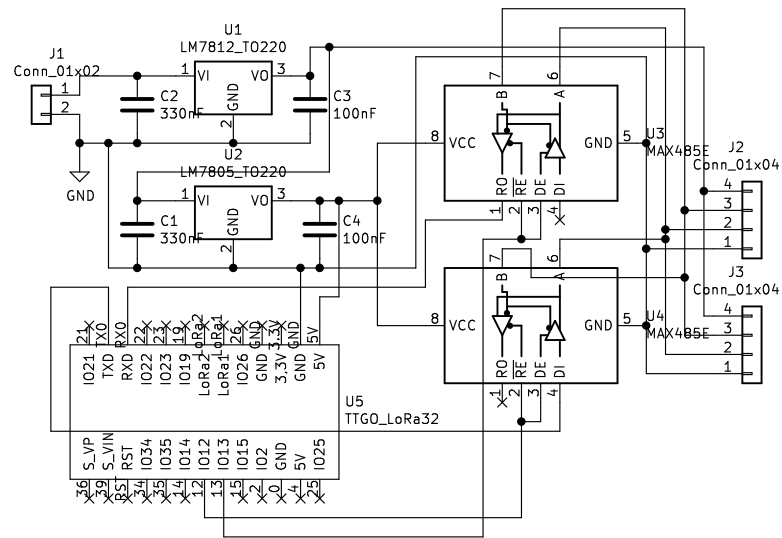 J1
Conn_01x02
1
2
GND
U1
LM7812_TO220
1
VI
VO
3
GND
2
C2
330nF
C3
100nF
U2
LM7805_TO220
1
VI
VO
3
GND
2
C1
330nF
C4
100nF
7
6
B
A
8
VCC
GND
5
U3
MAX485E
RO
RE
DE
DI
1
2
3
4
7
6
B
A
8
VCC
GND
5
U4
MAX485E
RO
RE
DE
DI
1
2
3
4
J2
Conn_01x04
4
3
2
1
J3
Conn_01x04
4
3
2
1
21
TX0
RX0
22
23
19
LoRa2
LoRa1
26
GND
3.3V
GND
5V
IO21
TXD
RXD
IO22
IO23
IO19
LoRa2
LoRa1
IO26
GND
3,3V
GND
5V
U5
TTGO_LoRa32
S_VP
S_VIN
RST
IO34
IO35
IO14
IO12
IO13
IO15
IO2
GND
5V
IO25
36
39
RST
34
35
14
12
13
15
2
0
4
25